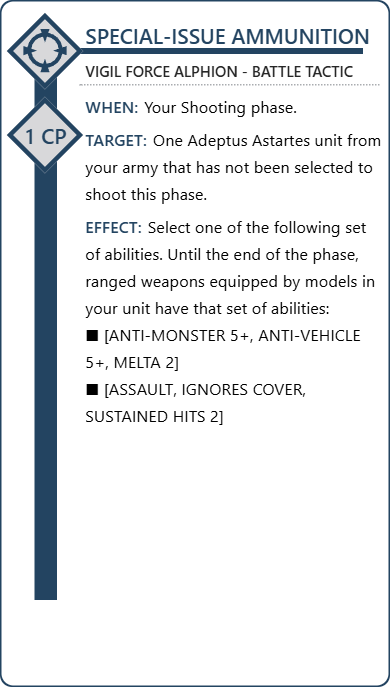 SPECIAL-ISSUE AMMUNITION
VIGIL FORCE ALPHION - BATTLE TACTIC
WHEN: Your Shooting phase.
1 CP
TARGET: One Adeptus Astartes unit from
your army that has not been selected to
shoot this phase.
EFFECT: Select one of the following set
of abilities. Until the end of the phase,
ranged weapons equipped by models in
your unit have that set of abilities:
■ [ANTI-MONSTER 5+, ANTI-VEHICLE
5+, MELTA 2]
■ [ASSAULT, IGNORES COVER,
SUSTAINED HITS 2]